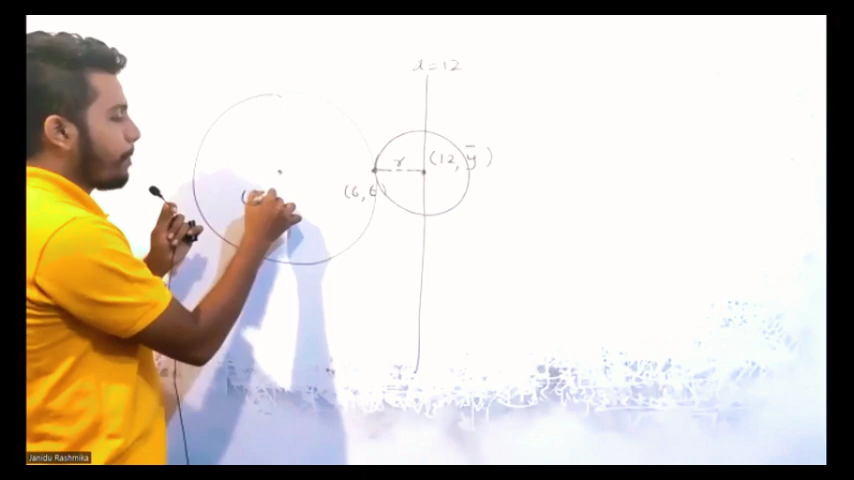 x=12
r
(12, ȳ)
(6,6)
(
Janidu Rashmika